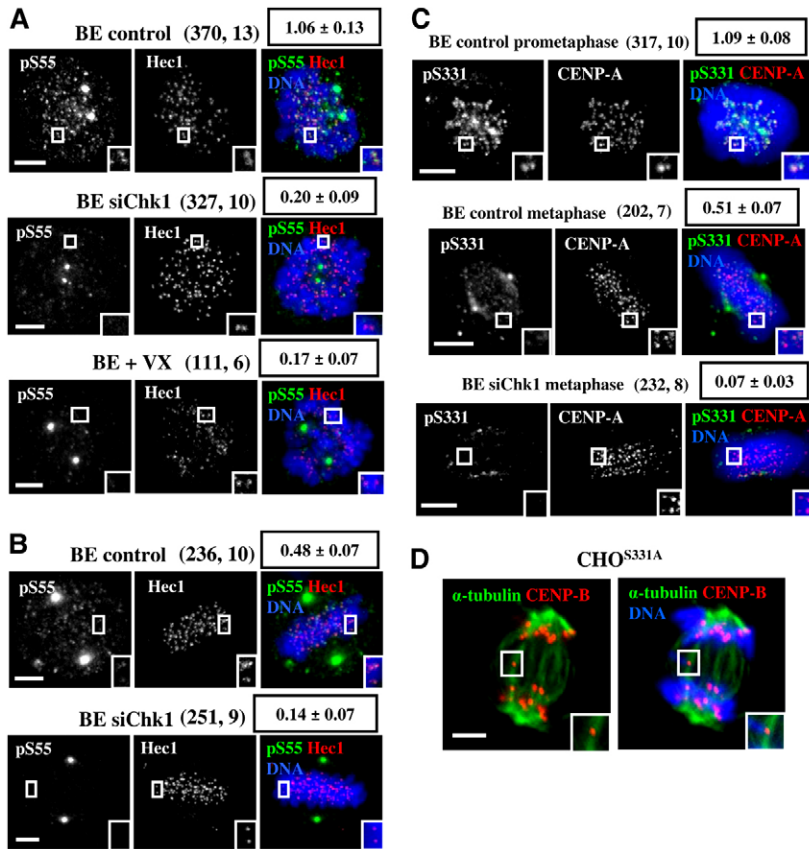 A
BE control (370, 13) 1.06 ± 0.13
pS55 Hec1 pS55 Hec1
DNA
BE siChk1 (327, 10) 0.20 ± 0.09
pS55 Hec1 pS55 Hec1
DNA
BE + VX (111, 6) 0.17 ± 0.07
pS55 Hec1 pS55 Hec1
DNA
B
BE control (236, 10) 0.48 ± 0.07
pS55 Hec1 pS55 Hec1
DNA
BE siChk1 (251, 9) 0.14 ± 0.07
pS55 Hec1 pS55 Hec1
DNA
C
BE control prometaphase (317, 10) 1.09 ± 0.08
pS331 CENP-A pS331 CENP-A
DNA
BE control metaphase (202, 7) 0.51 ± 0.07
pS331 CENP-A pS331 CENP-A
DNA
BE siChk1 metaphase (232, 8) 0.07 ± 0.03
pS331 CENP-A pS331 CENP-A
DNA
D
CHO^S331A
α-tubulin CENP-B α-tubulin CENP-B
DNA